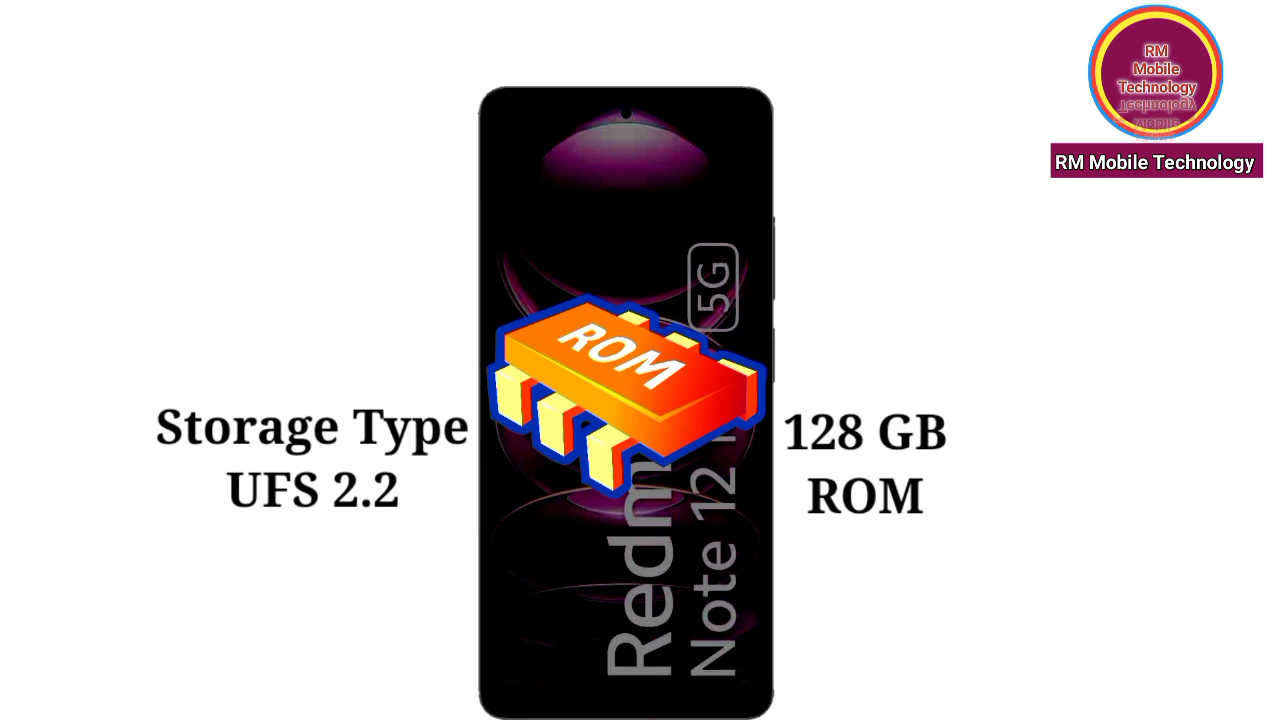 RM
Mobile
Technology
RM Mobile Technology
5G
ROM
Storage Type
UFS 2.2
128 GB
ROM
Redm
Note 12